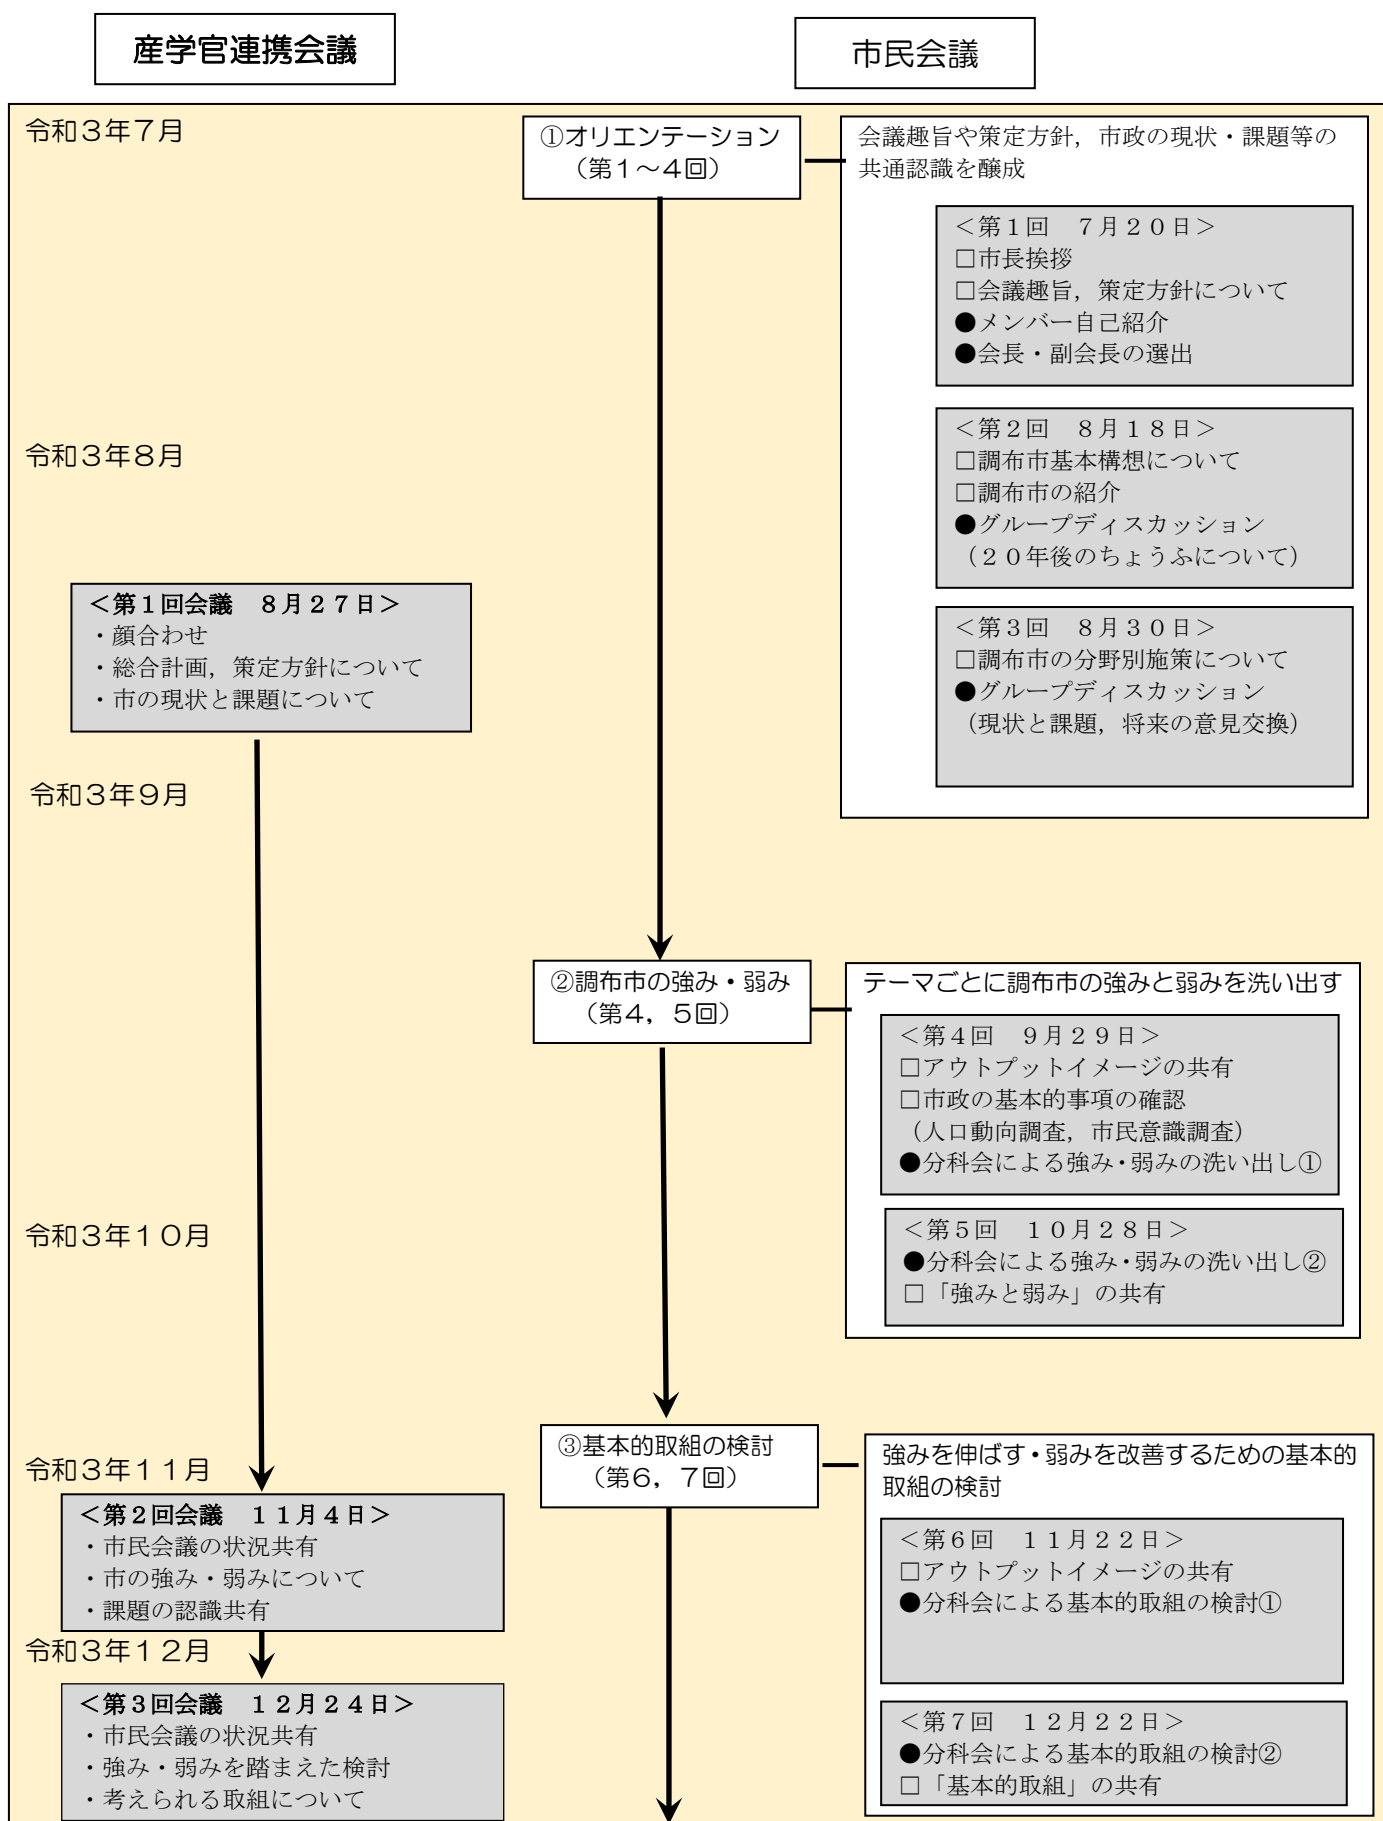 産学官連携会議
市民会議
令和３年７月
①オリエンテーション
（第１～４回）
会議趣旨や策定方針，市政の現状・課題等の
共通認識を醸成
＜第１回　７月２０日＞
□市長挨拶
□会議趣旨，策定方針について
●メンバー自己紹介
●会長・副会長の選出
令和３年８月
＜第２回　８月１８日＞
□調布市基本構想について
□調布市の紹介
●グループディスカッション
（２０年後のちょうふについて）
＜第１回会議　８月２７日＞
・顔合わせ
・総合計画，策定方針について
・市の現状と課題について
＜第３回　８月３０日＞
□調布市の分野別施策について
●グループディスカッション
（現状と課題，将来の意見交換）
令和３年９月
②調布市の強み・弱み
（第４，５回）
テーマごとに調布市の強みと弱みを洗い出す
＜第４回　９月２９日＞
□アウトプットイメージの共有
□市政の基本的事項の確認
（人口動向調査，市民意識調査）
●分科会による強み・弱みの洗い出し①
令和３年１０月
＜第５回　１０月２８日＞
●分科会による強み・弱みの洗い出し②
□「強みと弱み」の共有
③基本的取組の検討
（第６，７回）
強みを伸ばす・弱みを改善するための基本的
取組の検討
令和３年１１月
＜第２回会議　１１月４日＞
・市民会議の状況共有
・市の強み・弱みについて
・課題の認識共有
＜第６回　１１月２２日＞
□アウトプットイメージの共有
●分科会による基本的取組の検討①
令和３年１２月
＜第３回会議　１２月２４日＞
・市民会議の状況共有
・強み・弱みを踏まえた検討
・考えられる取組について
＜第７回　１２月２２日＞
●分科会による基本的取組の検討②
□「基本的取組」の共有